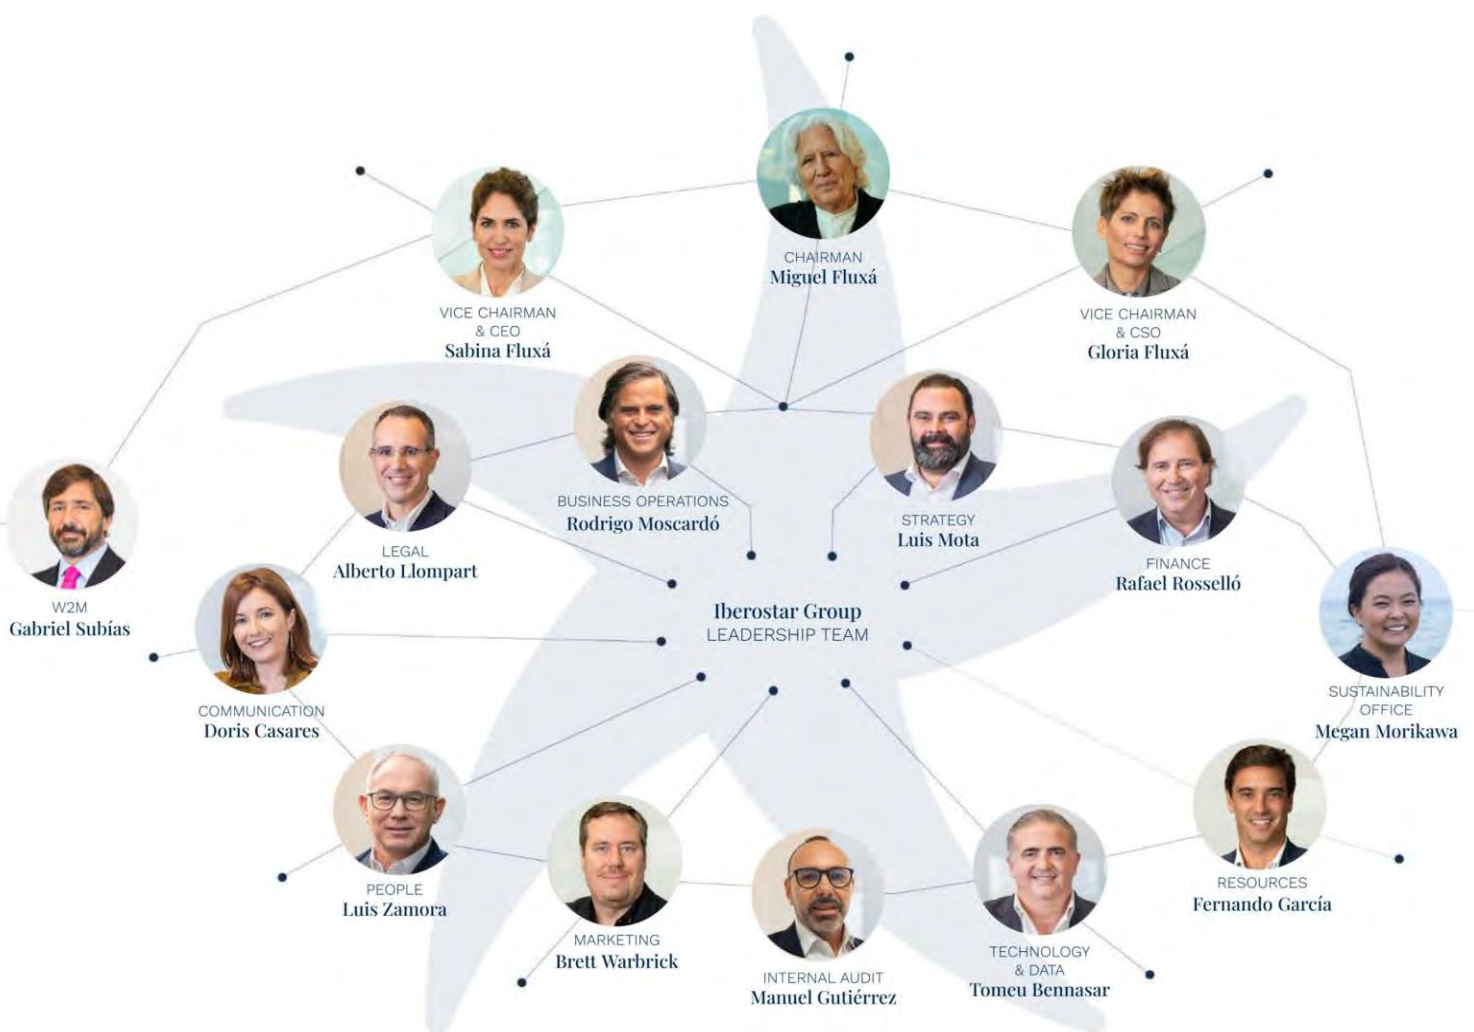 CHAIRMAN
Miguel Fluxá
VICE CHAIRMAN
& CEO
Sabina Fluxá
VICE CHAIRMAN
& CSO
Gloria Fluxá
BUSINESS OPERATIONS
Rodrigo Moscardó
STRATEGY
Luis Mota
LEGAL
Alberto Llompart
FINANCE
Rafael Rosselló
W2M
Gabriel Subías
Iberostar Group
LEADERSHIP TEAM
COMMUNICATION
Doris Casares
SUSTAINABILITY
OFFICE
Megan Morikawa
PEOPLE
Luis Zamora
RESOURCES
Fernando García
MARKETING
Brett Warbrick
INTERNAL AUDIT
Manuel Gutiérrez
TECHNOLOGY
& DATA
Tomeu Bennasar